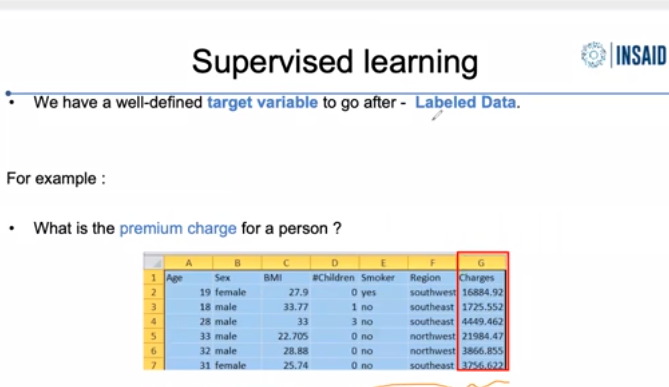 Supervised learning
INSAID
• We have a well-defined target variable to go after - Labeled Data.
For example :
• What is the premium charge for a person ?
A B C D E F G
1 Age Sex BMI #Children Smoker Region Charges
2 19 female 27.9 0 yes southwest 16884.92
3 18 male 33.77 1 no southeast 1725.552
4 28 male 33 3 no southeast 4449.462
5 33 male 22.705 0 no northwest 21984.47
6 32 male 28.88 0 no northwest 3866.855
7 31 female 25.74 0 no southeast 3756.622